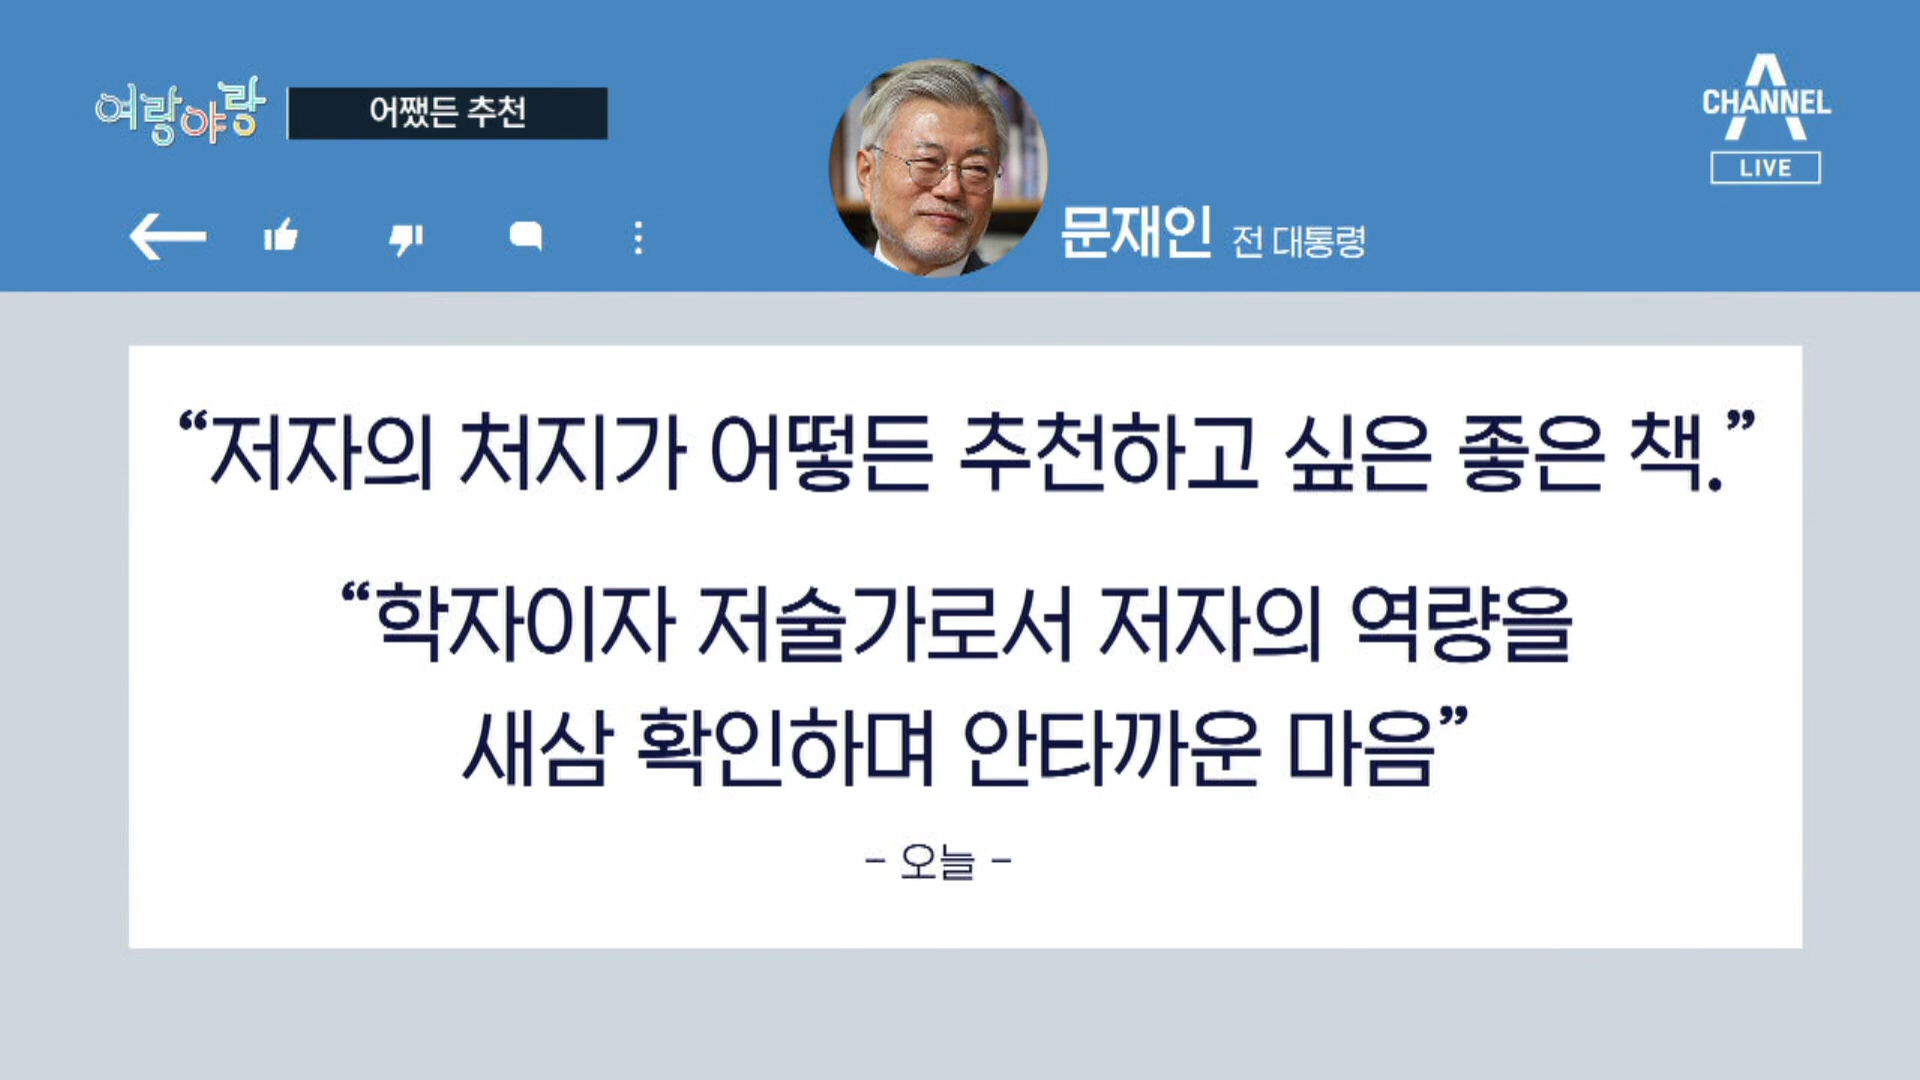 여랑야랑
어쨌든 추천
CHANNEL A
LIVE
문재인 전 대통령
“저자의 처지가 어떻든 추천하고 싶은 좋은 책.”
“학자이자 저술가로서 저자의 역량을
새삼 확인하며 안타까운 마음”
- 오늘 -